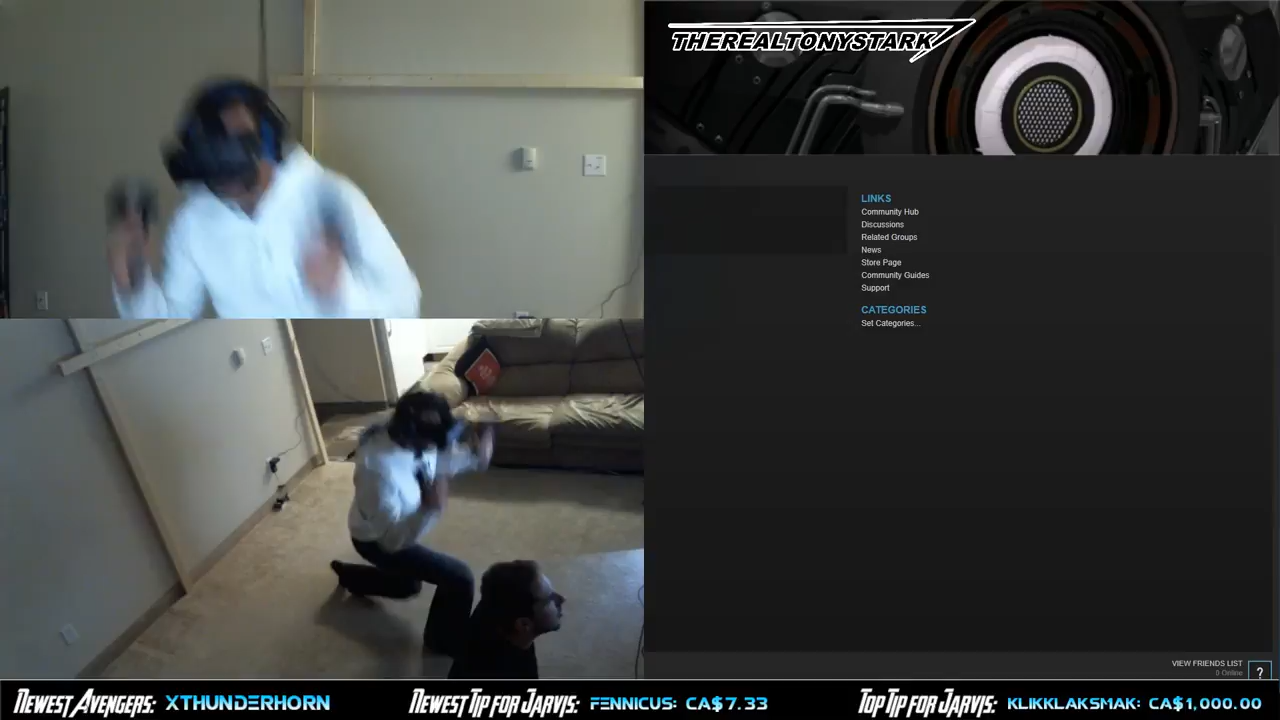 THEREALTONYSTARK
LINKS
Community Hub
Discussions
Related Groups
News
Store Page
Community Guides
Support
CATEGORIES
Set Categories...
VIEW FRIENDS LIST
0 Online
?
NEWEST AVENGERS: XTHUNDERHORN
NEWEST TIP FOR JARVIS: FENNICUS: CA$7.33
TOP TIP FOR JARVIS: KLIKKLAKSMAK: CA$1,000.00